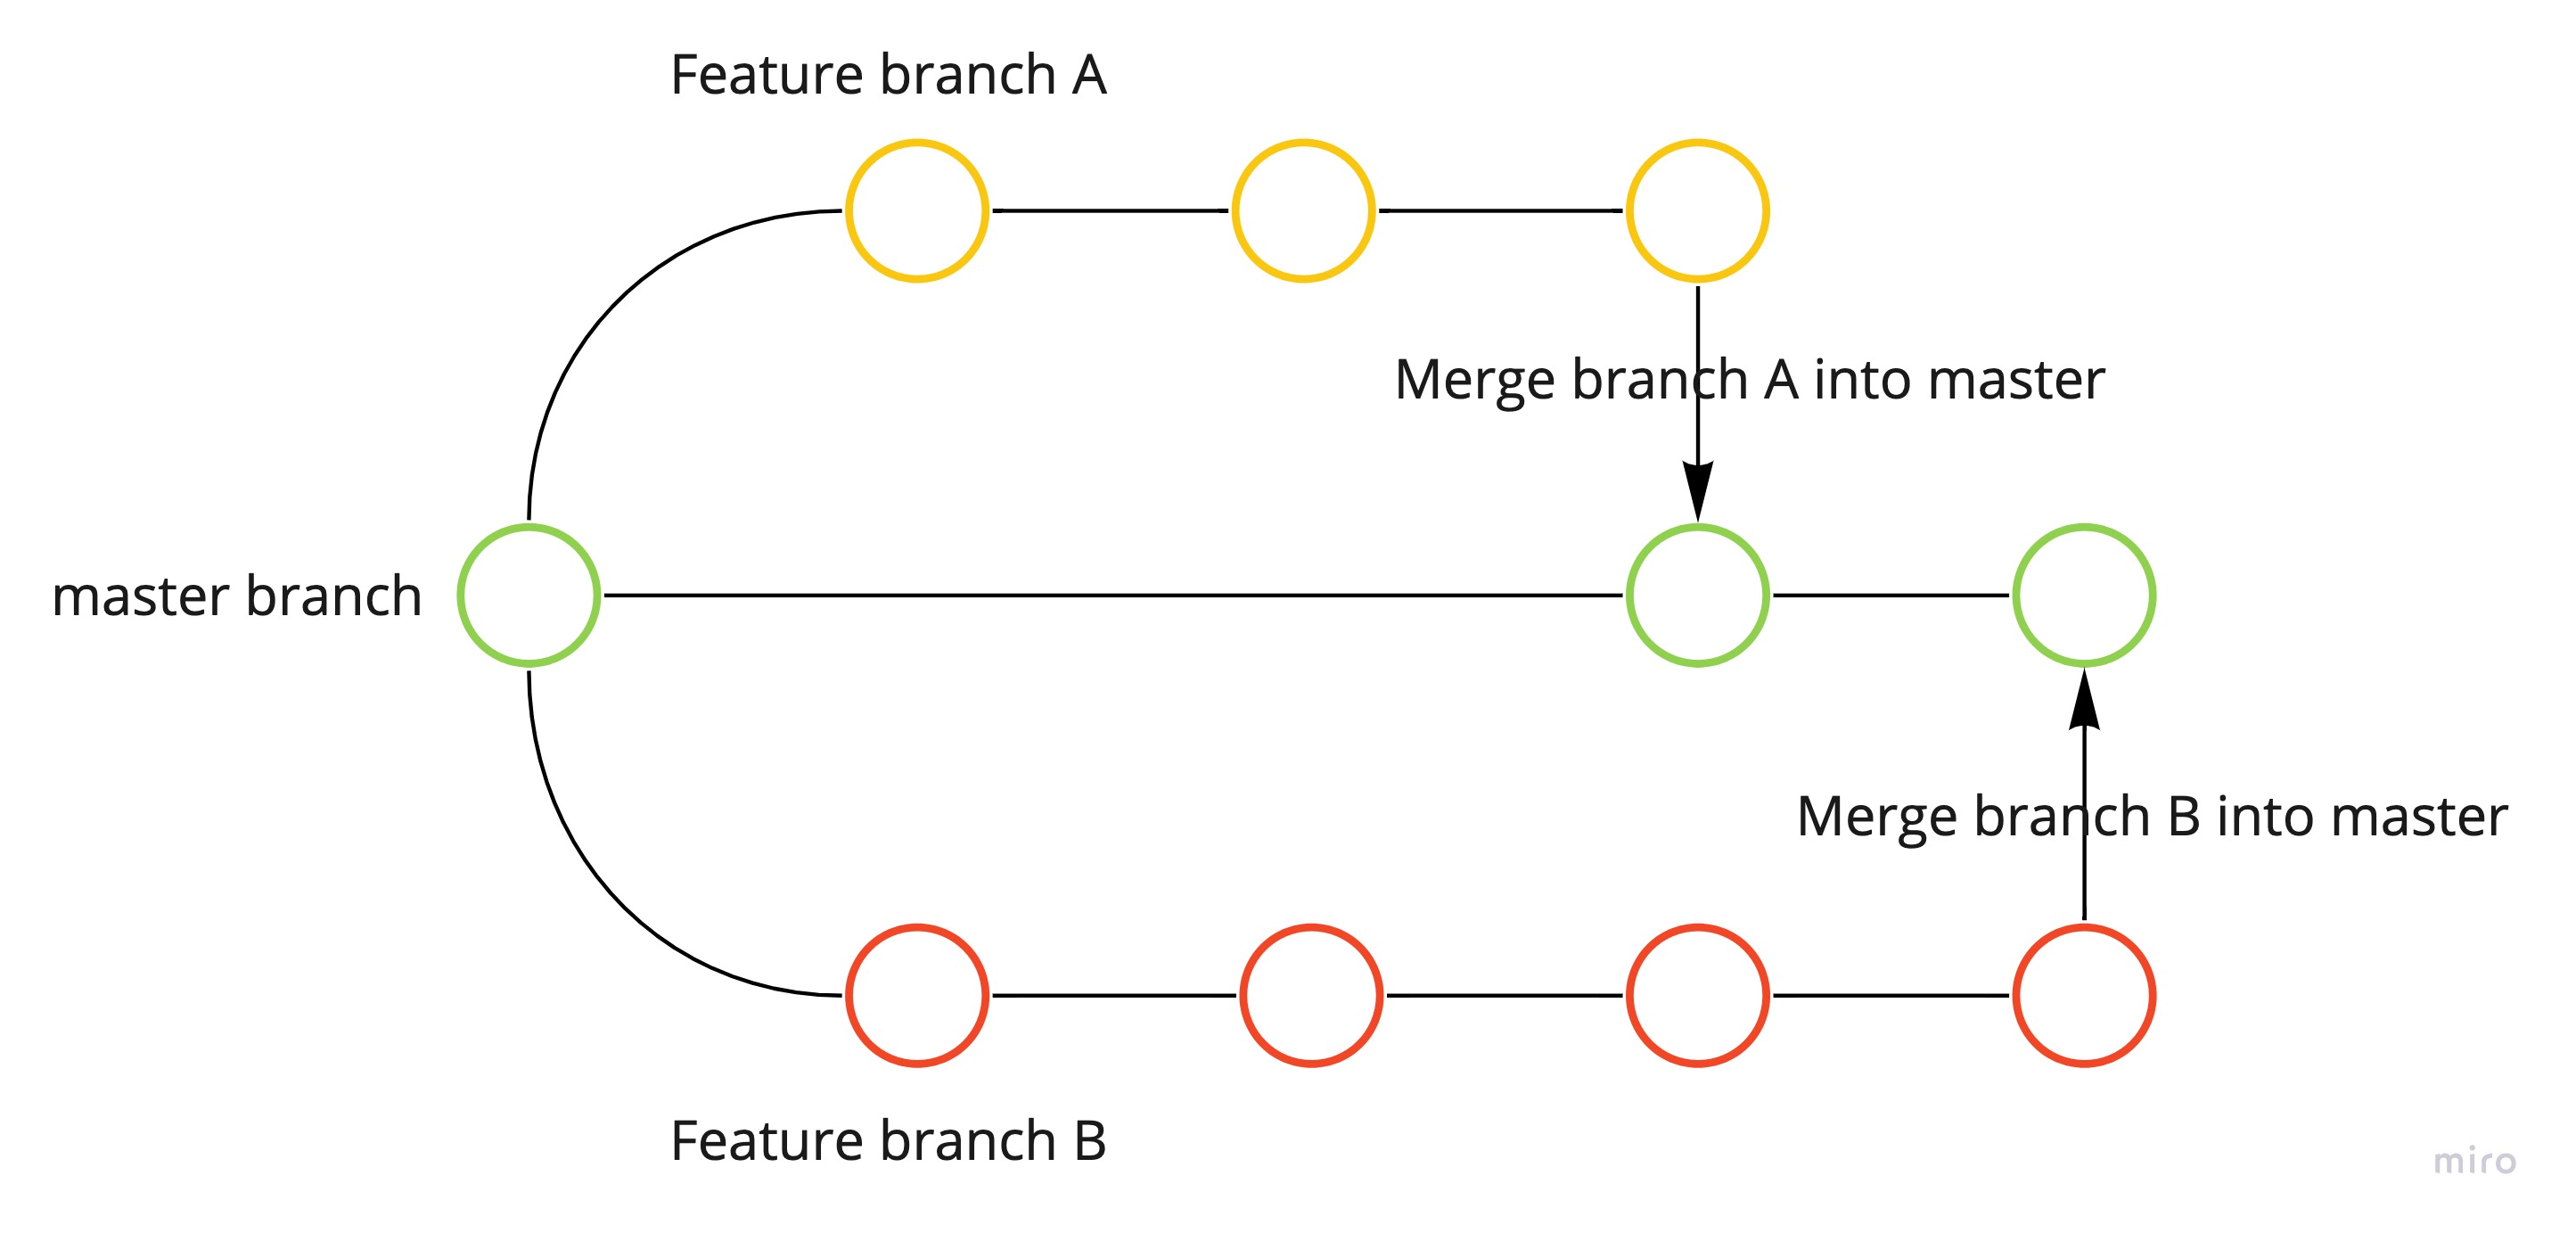 Feature branch A
Merge branch A into master
master branch
Merge branch B into master
Feature branch B
miro